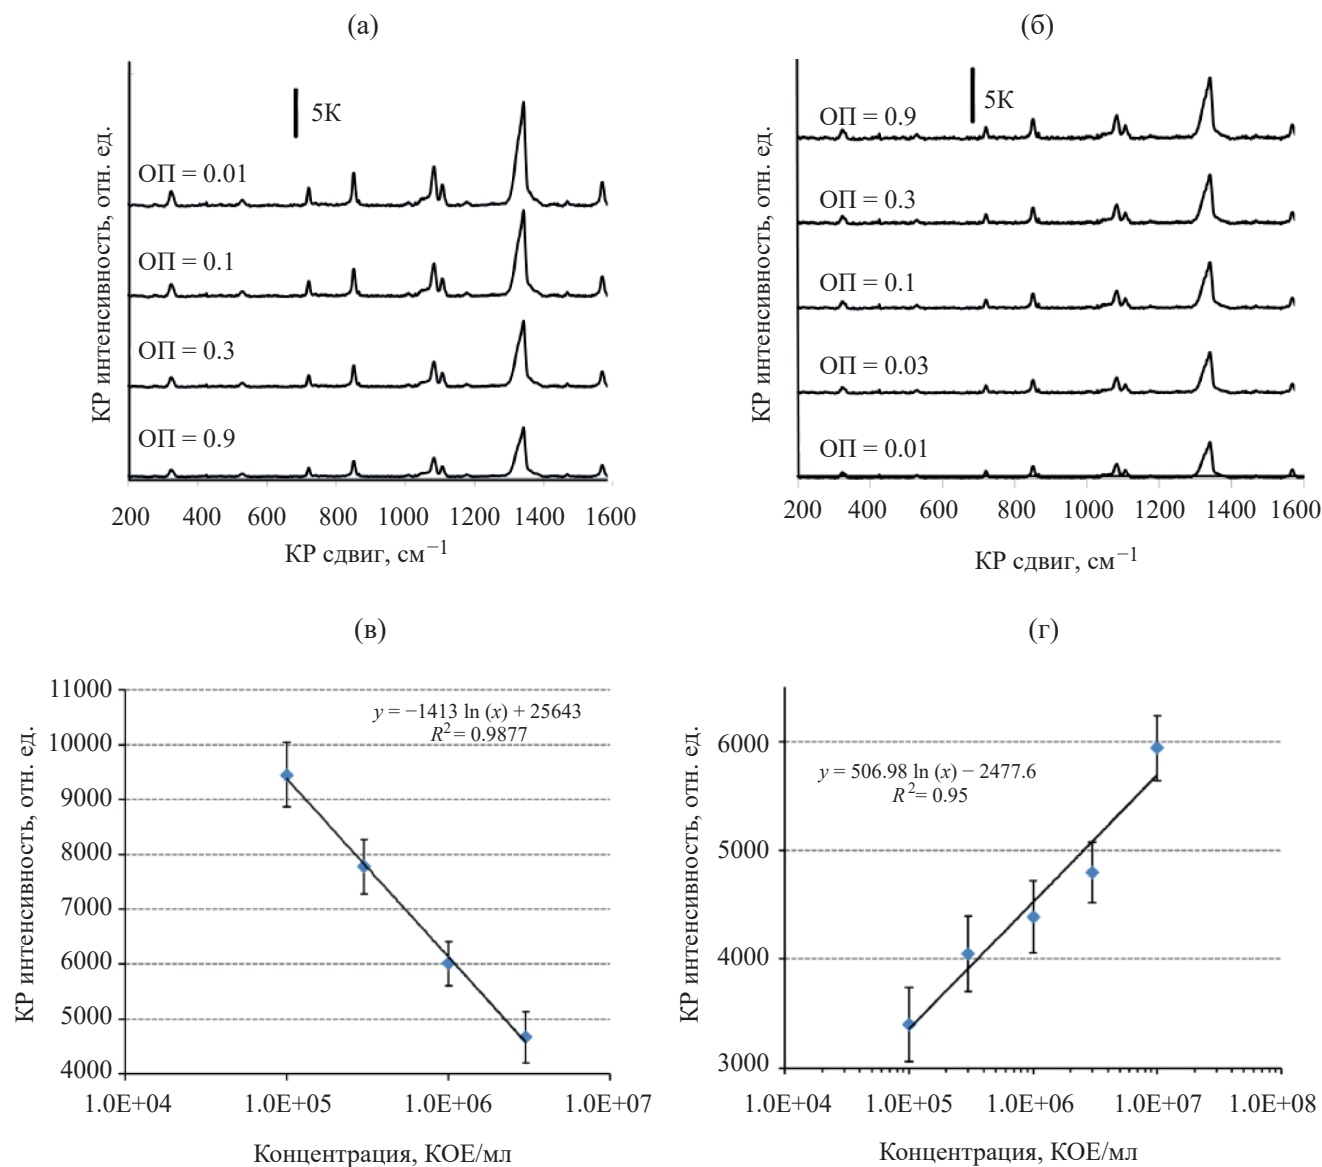 (а)
КР интенсивность, отн. ед.
5К
ОП = 0.01
ОП = 0.1
ОП = 0.3
ОП = 0.9
200 400 600 800 1000 1200 1400 1600
КР сдвиг, см⁻¹
(б)
КР интенсивность, отн. ед.
5К
ОП = 0.9
ОП = 0.3
ОП = 0.1
ОП = 0.03
ОП = 0.01
200 400 600 800 1000 1200 1400 1600
КР сдвиг, см⁻¹
(в)
КР интенсивность, отн. ед.
11000
10000
9000
8000
7000
6000
5000
4000
y = −1413 ln (x) + 25643
R² = 0.9877
1.0E+04 1.0E+05 1.0E+06 1.0E+07
Концентрация, КОЕ/мл
(г)
КР интенсивность, отн. ед.
6000
5000
4000
3000
y = 506.98 ln (x) − 2477.6
R² = 0.95
1.0E+04 1.0E+05 1.0E+06 1.0E+07 1.0E+08
Концентрация, КОЕ/мл